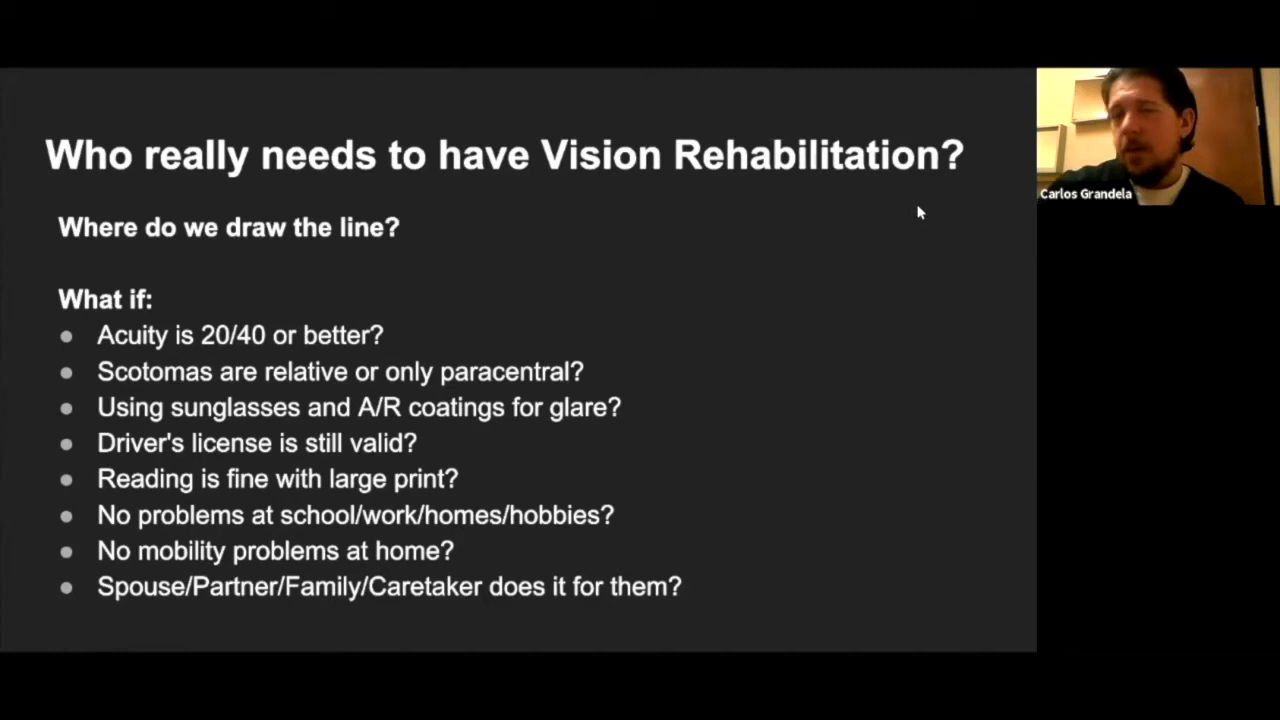 Who really needs to have Vision Rehabilitation?
Where do we draw the line?
What if:
● Acuity is 20/40 or better?
● Scotomas are relative or only paracentral?
● Using sunglasses and A/R coatings for glare?
● Driver's license is still valid?
● Reading is fine with large print?
● No problems at school/work/homes/hobbies?
● No mobility problems at home?
● Spouse/Partner/Family/Caretaker does it for them?
Carlos Grandela